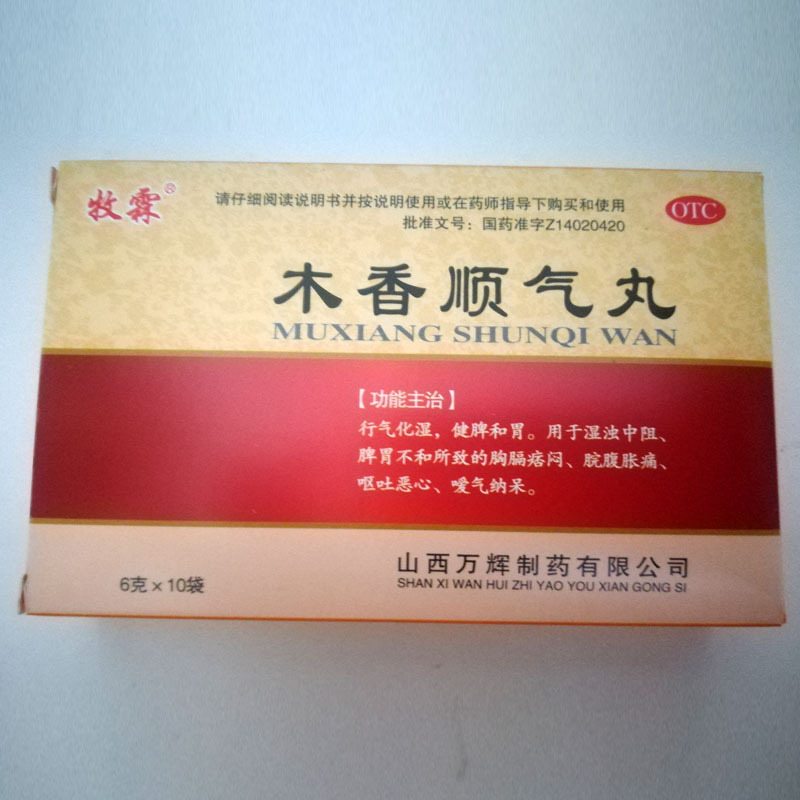 牧霖®
请仔细阅读说明书并按说明使用或在药师指导下购买和使用
批准文号：国药准字Z14020420
OTC
木香顺气丸
MUXIANG SHUNQI WAN
【功能主治】
行气化湿，健脾和胃。用于湿浊中阻、
脾胃不和所致的胸膈痞闷、脘腹胀痛、
呕吐恶心、嗳气纳呆。
6克×10袋
山西万辉制药有限公司
SHAN XI WAN HUI ZHI YAO YOU XIAN GONG SI